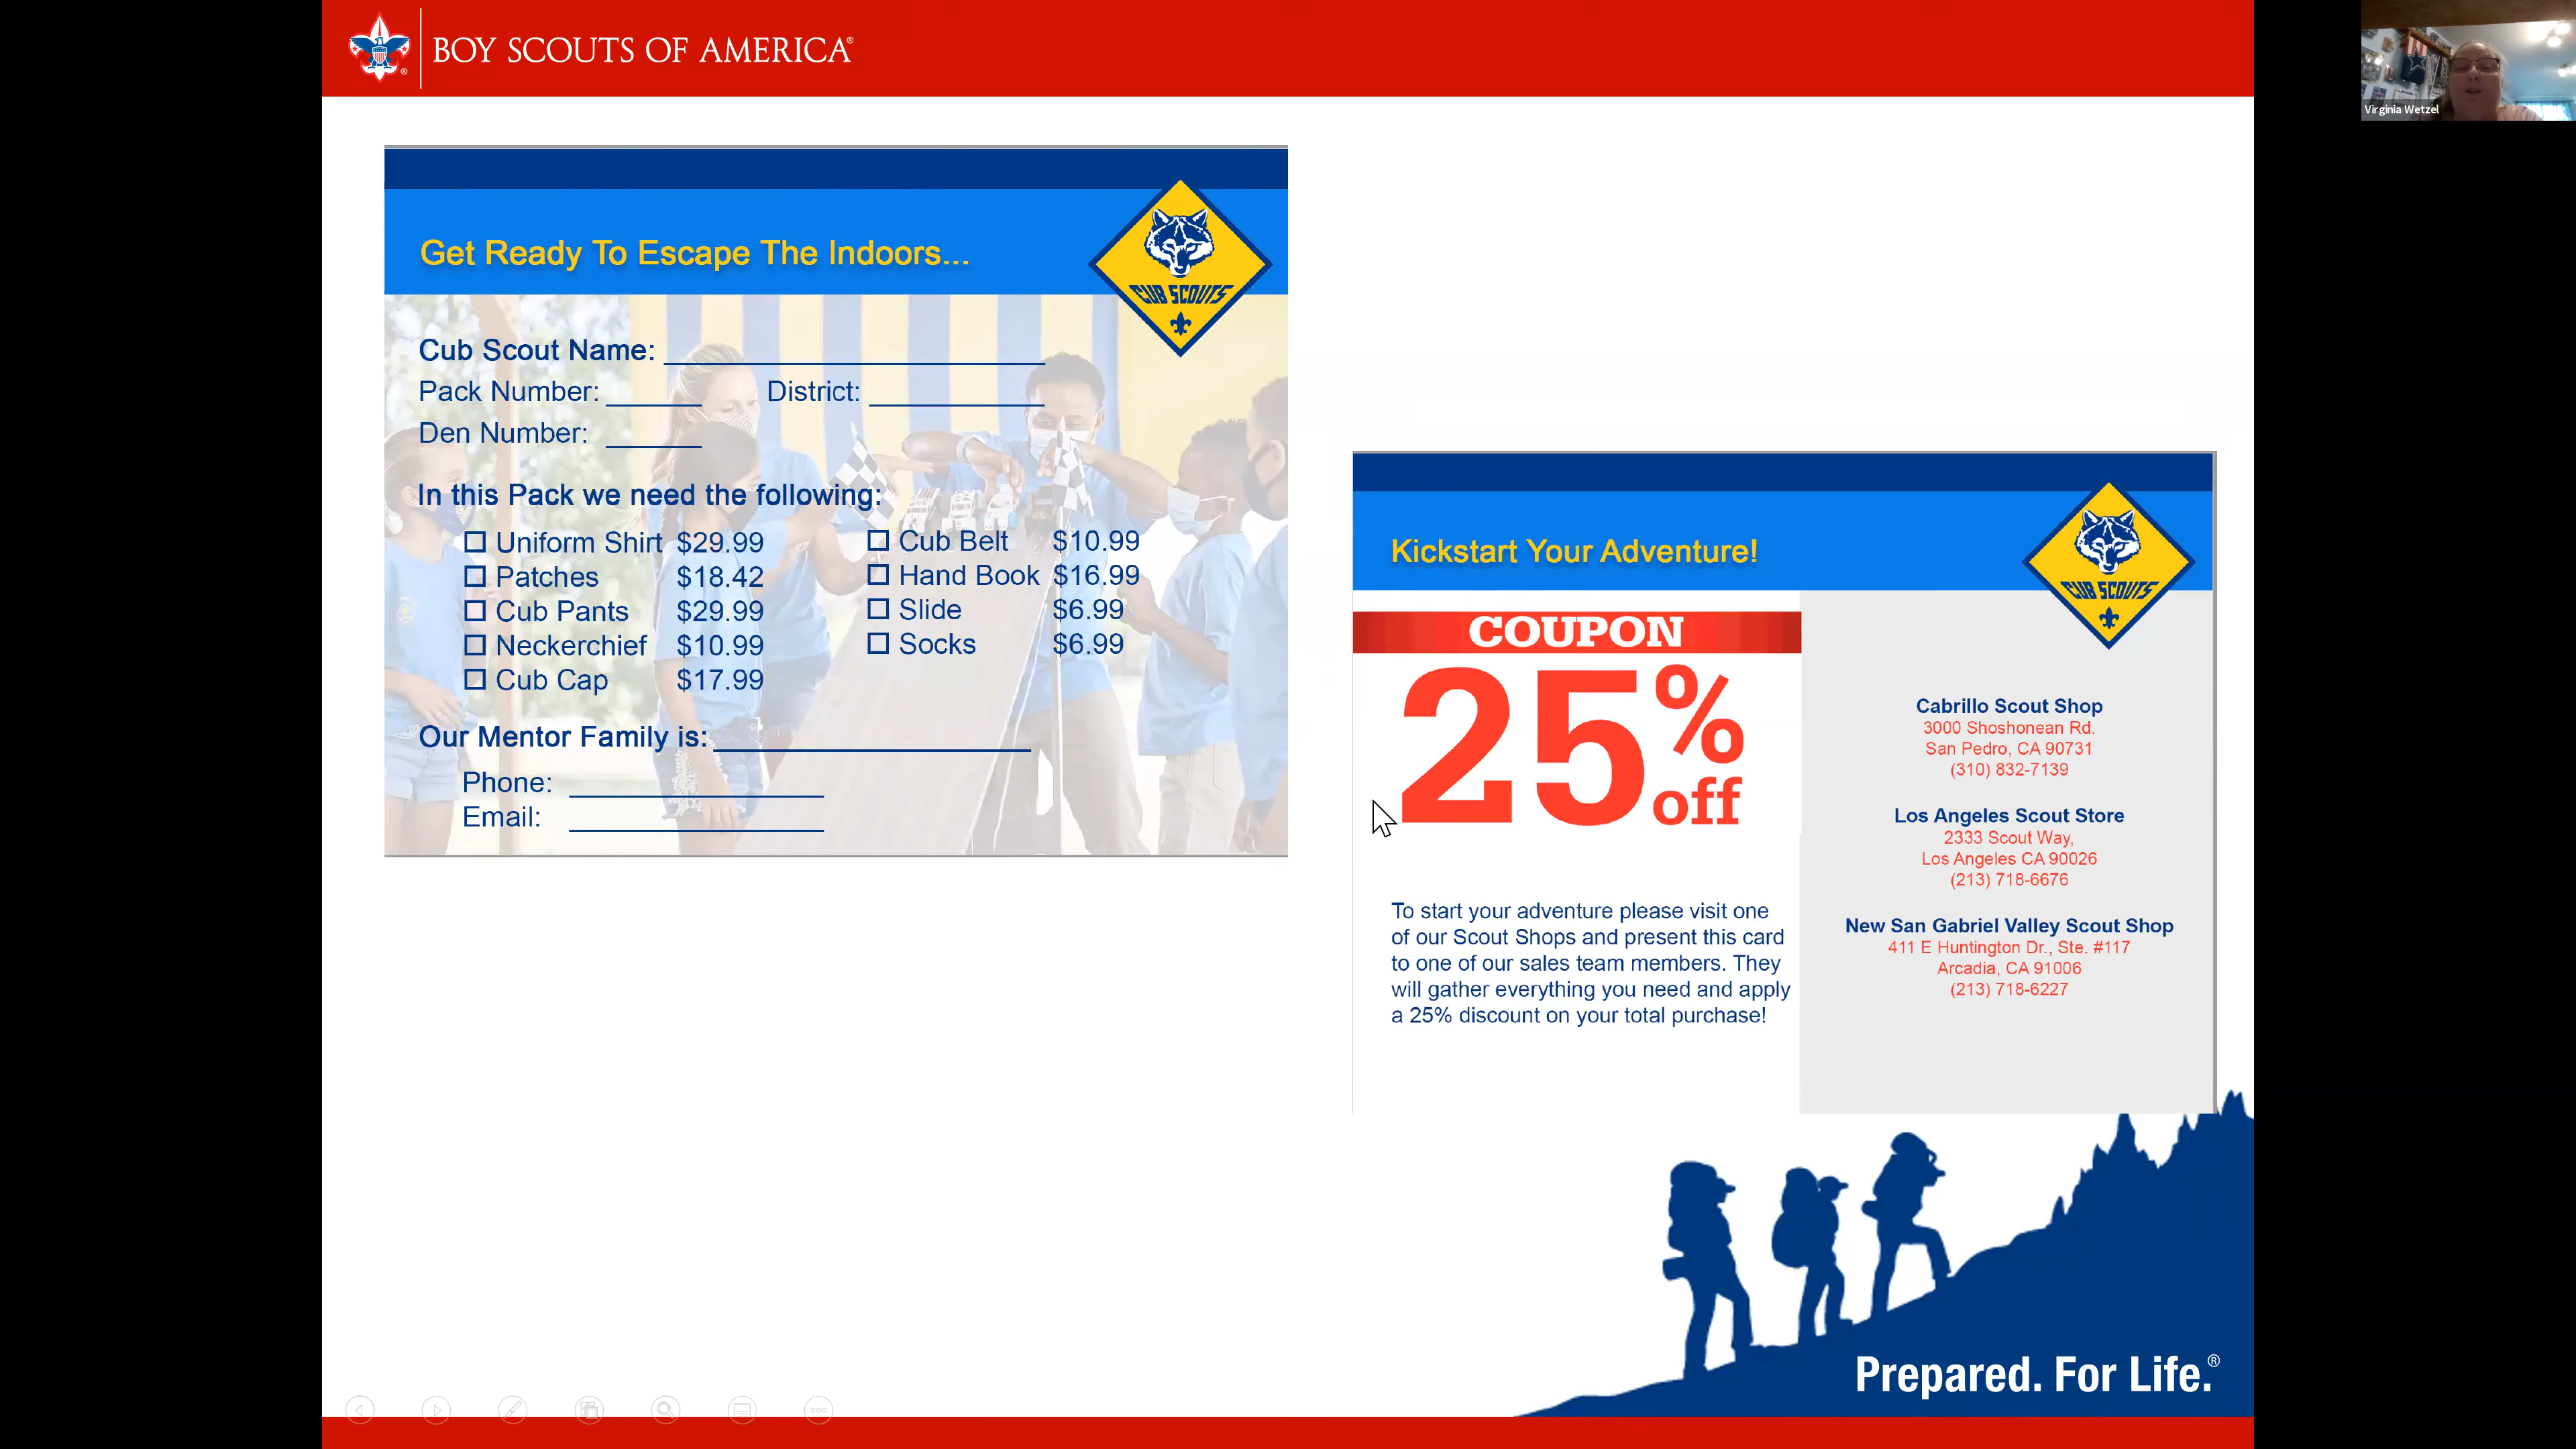 BOY SCOUTS OF AMERICA®
Virginia Wetzel
Get Ready To Escape The Indoors...
CUB SCOUTS
Cub Scout Name:
Pack Number: District:
Den Number:
In this Pack we need the following:
Uniform Shirt $29.99
Patches $18.42
Cub Pants $29.99
Neckerchief $10.99
Cub Cap $17.99
Cub Belt $10.99
Hand Book $16.99
Slide $6.99
Socks $6.99
Our Mentor Family is:
Phone:
Email:
Kickstart Your Adventure!
CUB SCOUTS
COUPON
25% off
To start your adventure please visit one
of our Scout Shops and present this card
to one of our sales team members. They
will gather everything you need and apply
a 25% discount on your total purchase!
Cabrillo Scout Shop
3000 Shoshonean Rd.
San Pedro, CA 90731
(310) 832-7139
Los Angeles Scout Store
2333 Scout Way,
Los Angeles CA 90026
(213) 718-6676
New San Gabriel Valley Scout Shop
411 E Huntington Dr., Ste. #117
Arcadia, CA 91006
(213) 718-6227
Prepared. For Life.®